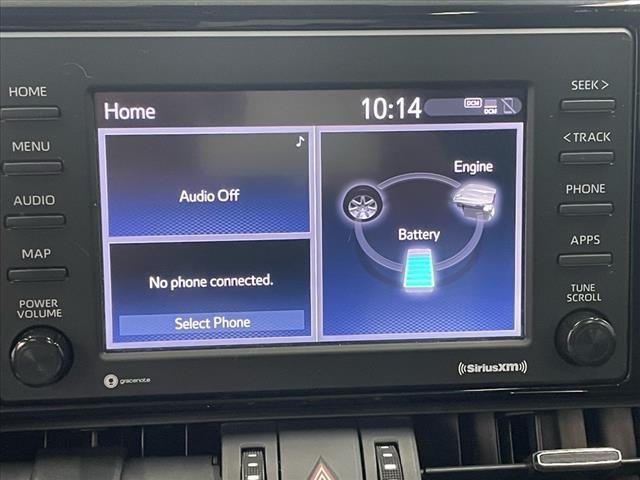 HOME
MENU
AUDIO
MAP
POWER
VOLUME
Home
10:14
DCM
DCM
Audio Off
No phone connected.
Select Phone
Engine
Battery
SEEK >
< TRACK
PHONE
APPS
TUNE
SCROLL
gracenote
((SiriusXM))